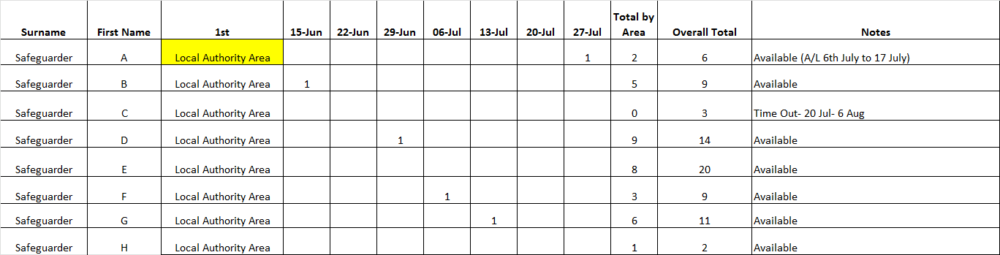 Surname First Name 1st 15-Jun 22-Jun 29-Jun 06-Jul 13-Jul 20-Jul 27-Jul Total by Area Overall Total Notes
Safeguarder A Local Authority Area 1 2 6 Available (A/L 6th July to 17 July)
Safeguarder B Local Authority Area 1 5 9 Available
Safeguarder C Local Authority Area 0 3 Time Out- 20 Jul- 6 Aug
Safeguarder D Local Authority Area 1 9 14 Available
Safeguarder E Local Authority Area 8 20 Available
Safeguarder F Local Authority Area 1 3 9 Available
Safeguarder G Local Authority Area 1 6 11 Available
Safeguarder H Local Authority Area 1 2 Available